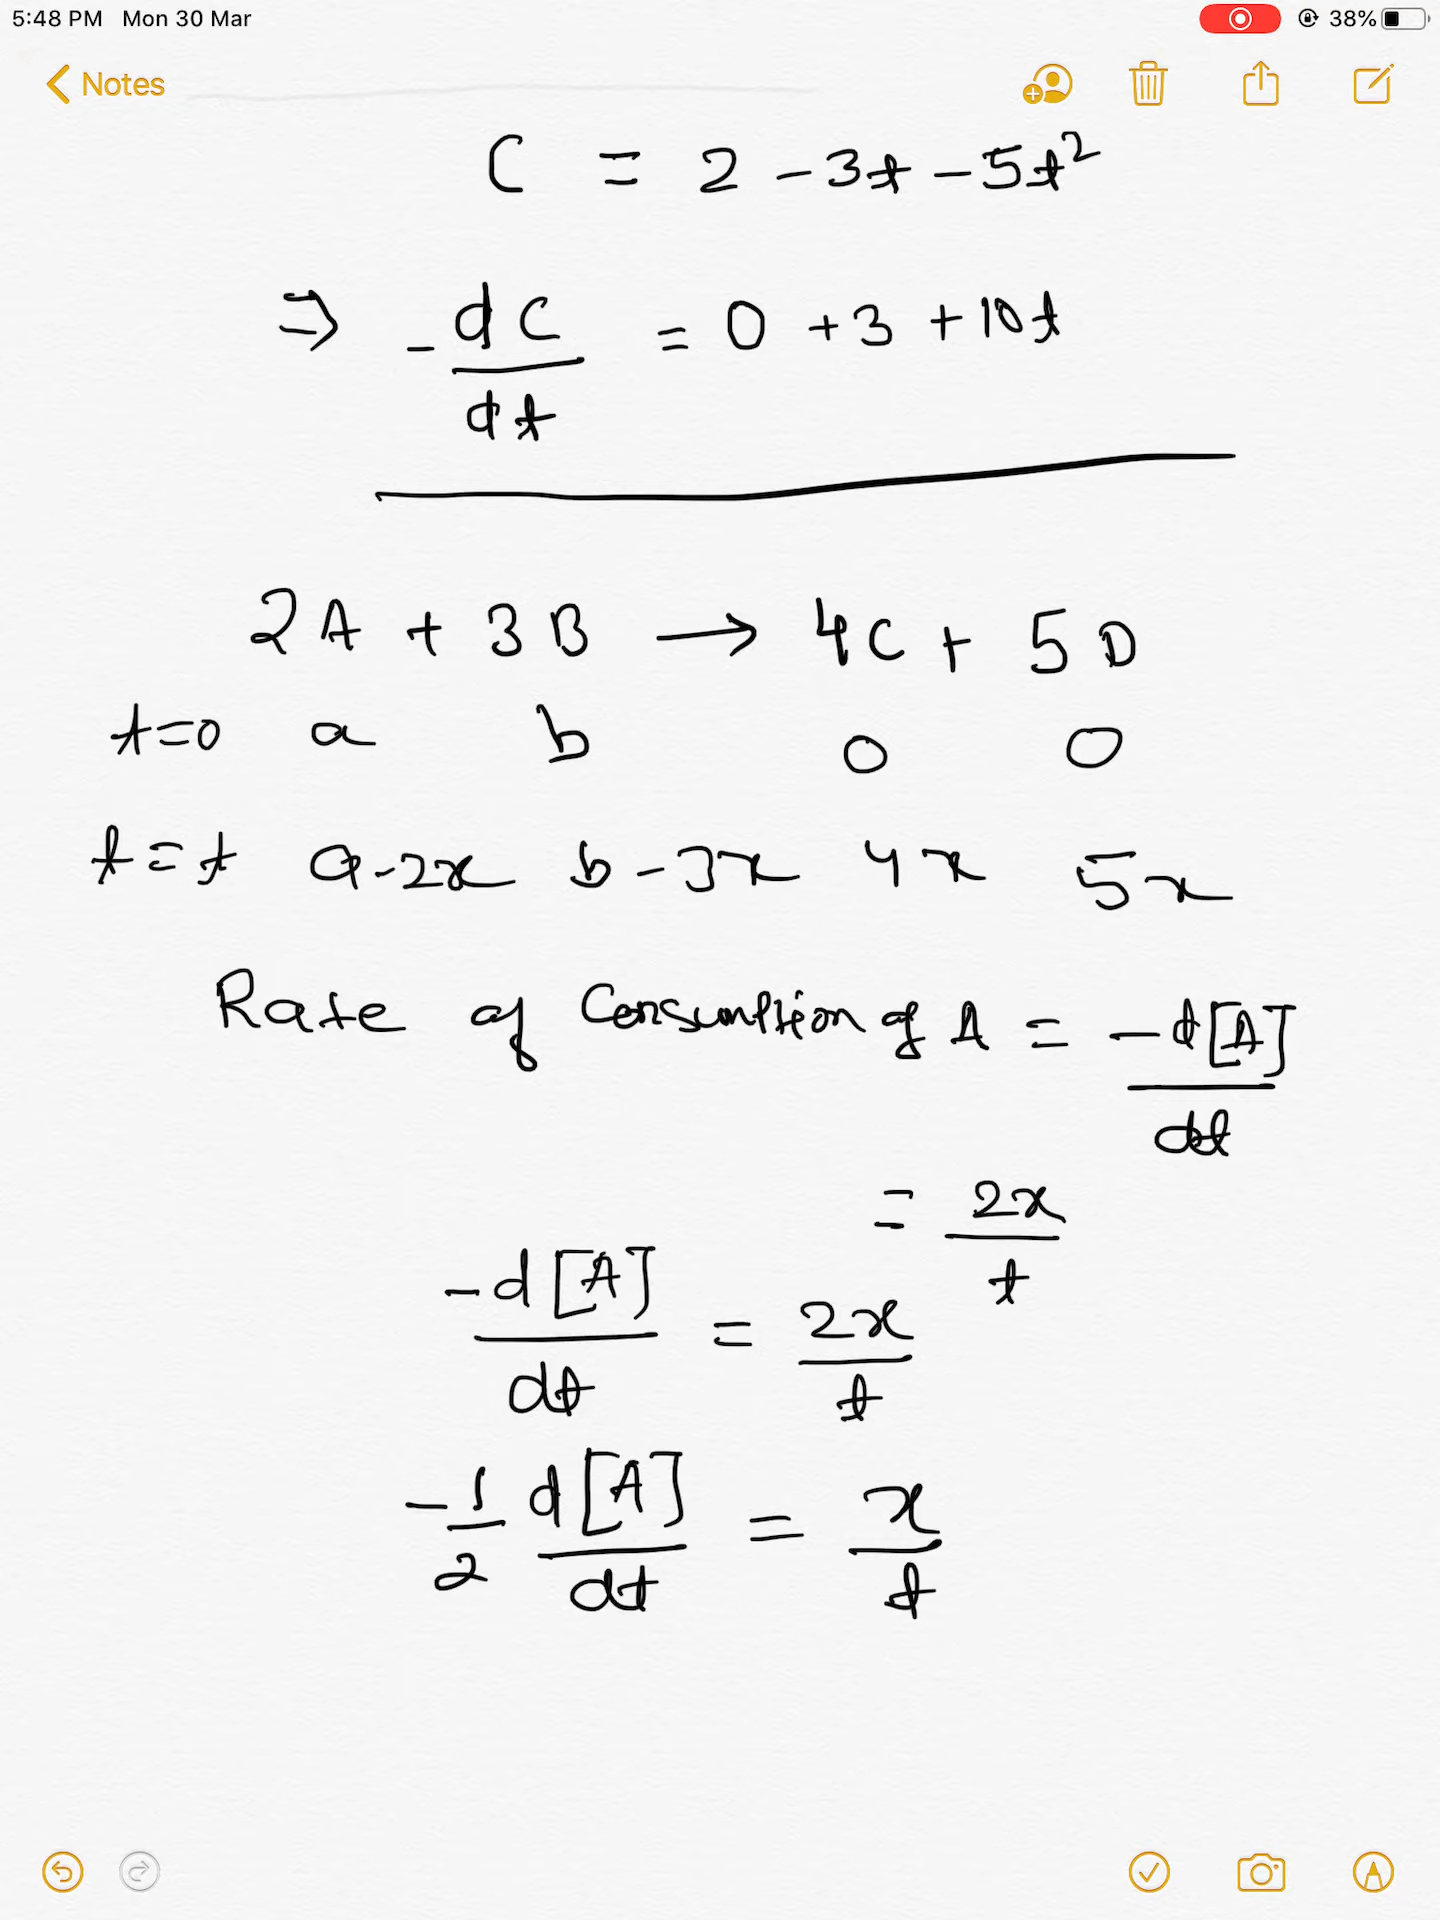 5:48 PM Mon 30 Mar 38%
Notes
C = 2 - 3t - 5t²
⇒ -dC/dt = 0 + 3 + 10t
2A + 3B → 4C + 5D
t=0 a b 0 0
t=t a-2x b-3x 4x 5x
Rate of Consumption of A = -d[A]/dt
= 2x/t
-d[A]/dt = 2x/t
-1/2 d[A]/dt = x/t